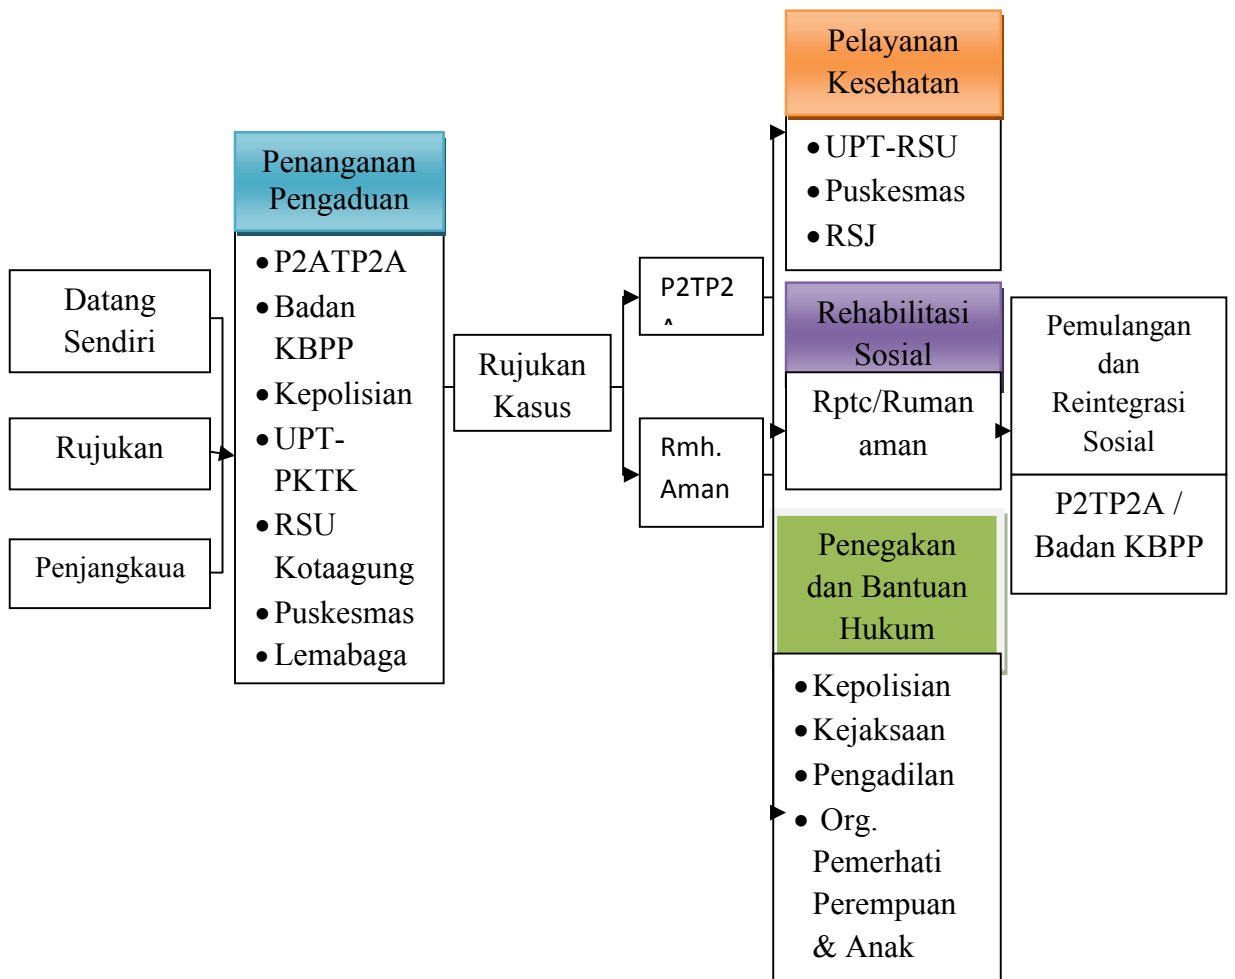 Datang
Sendiri
Rujukan
Penjangkaua
Penanganan
Pengaduan
•P2ATP2A
•Badan
KBPP
•Kepolisian
•UPT-
PKTK
•RSU
Kotaagung
•Puskesmas
•Lemabaga
Rujukan
Kasus
P2TP2
Rmh.
Aman
Pelayanan
Kesehatan
•UPT-RSU
•Puskesmas
•RSJ
Rehabilitasi
Sosial
Rptc/Ruman
aman
Penegakan
dan Bantuan
Hukum
•Kepolisian
•Kejaksaan
•Pengadilan
• Org.
Pemerhati
Perempuan
& Anak
Pemulangan
dan
Reintegrasi
Sosial
P2TP2A /
Badan KBPP